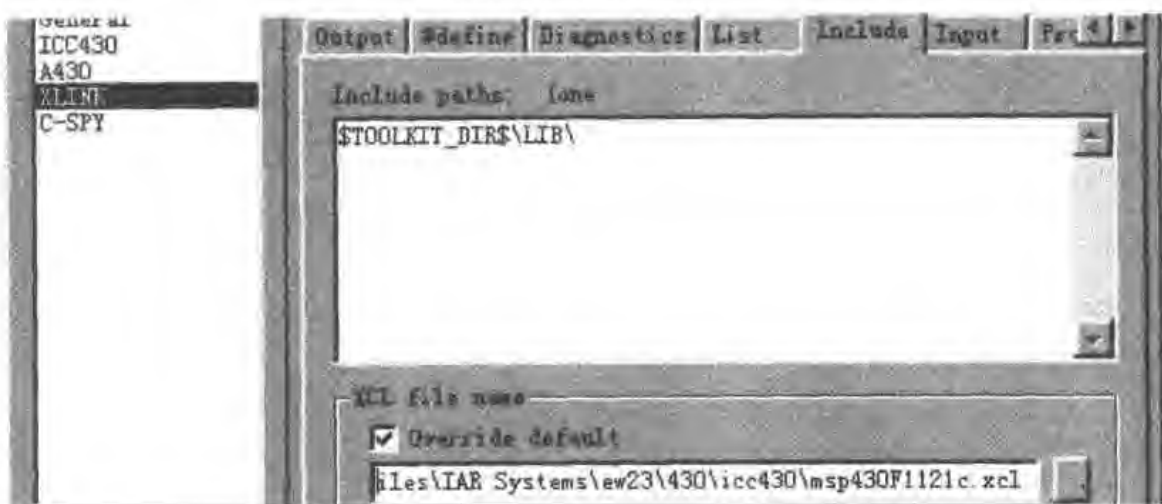 General
ICC430
A430
XLINK
C-SPY
Output #define Diagnostics List Include Input
Include paths:
$TOOLKIT_DIR$\LIB\
XCL file name
Override default
iles\IAR Systems\ew23\430\icc430\msp430F1121c.xcl